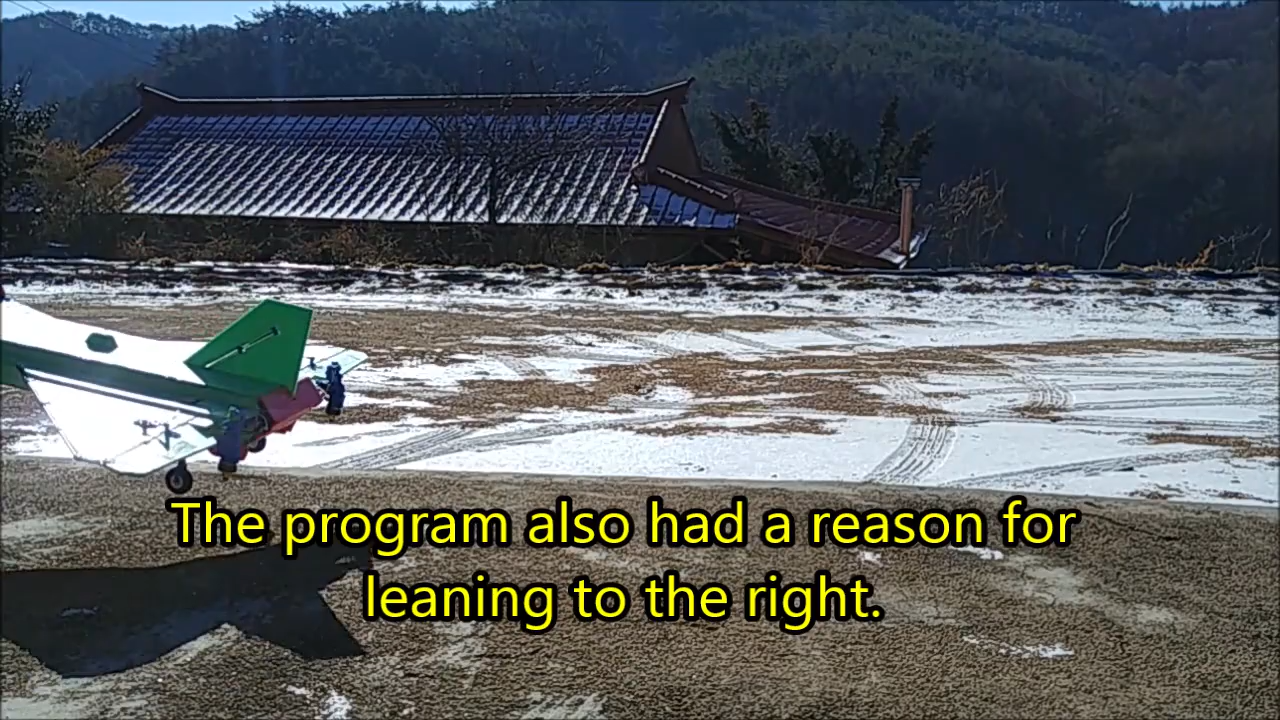 The program also had a reason for
leaning to the right.